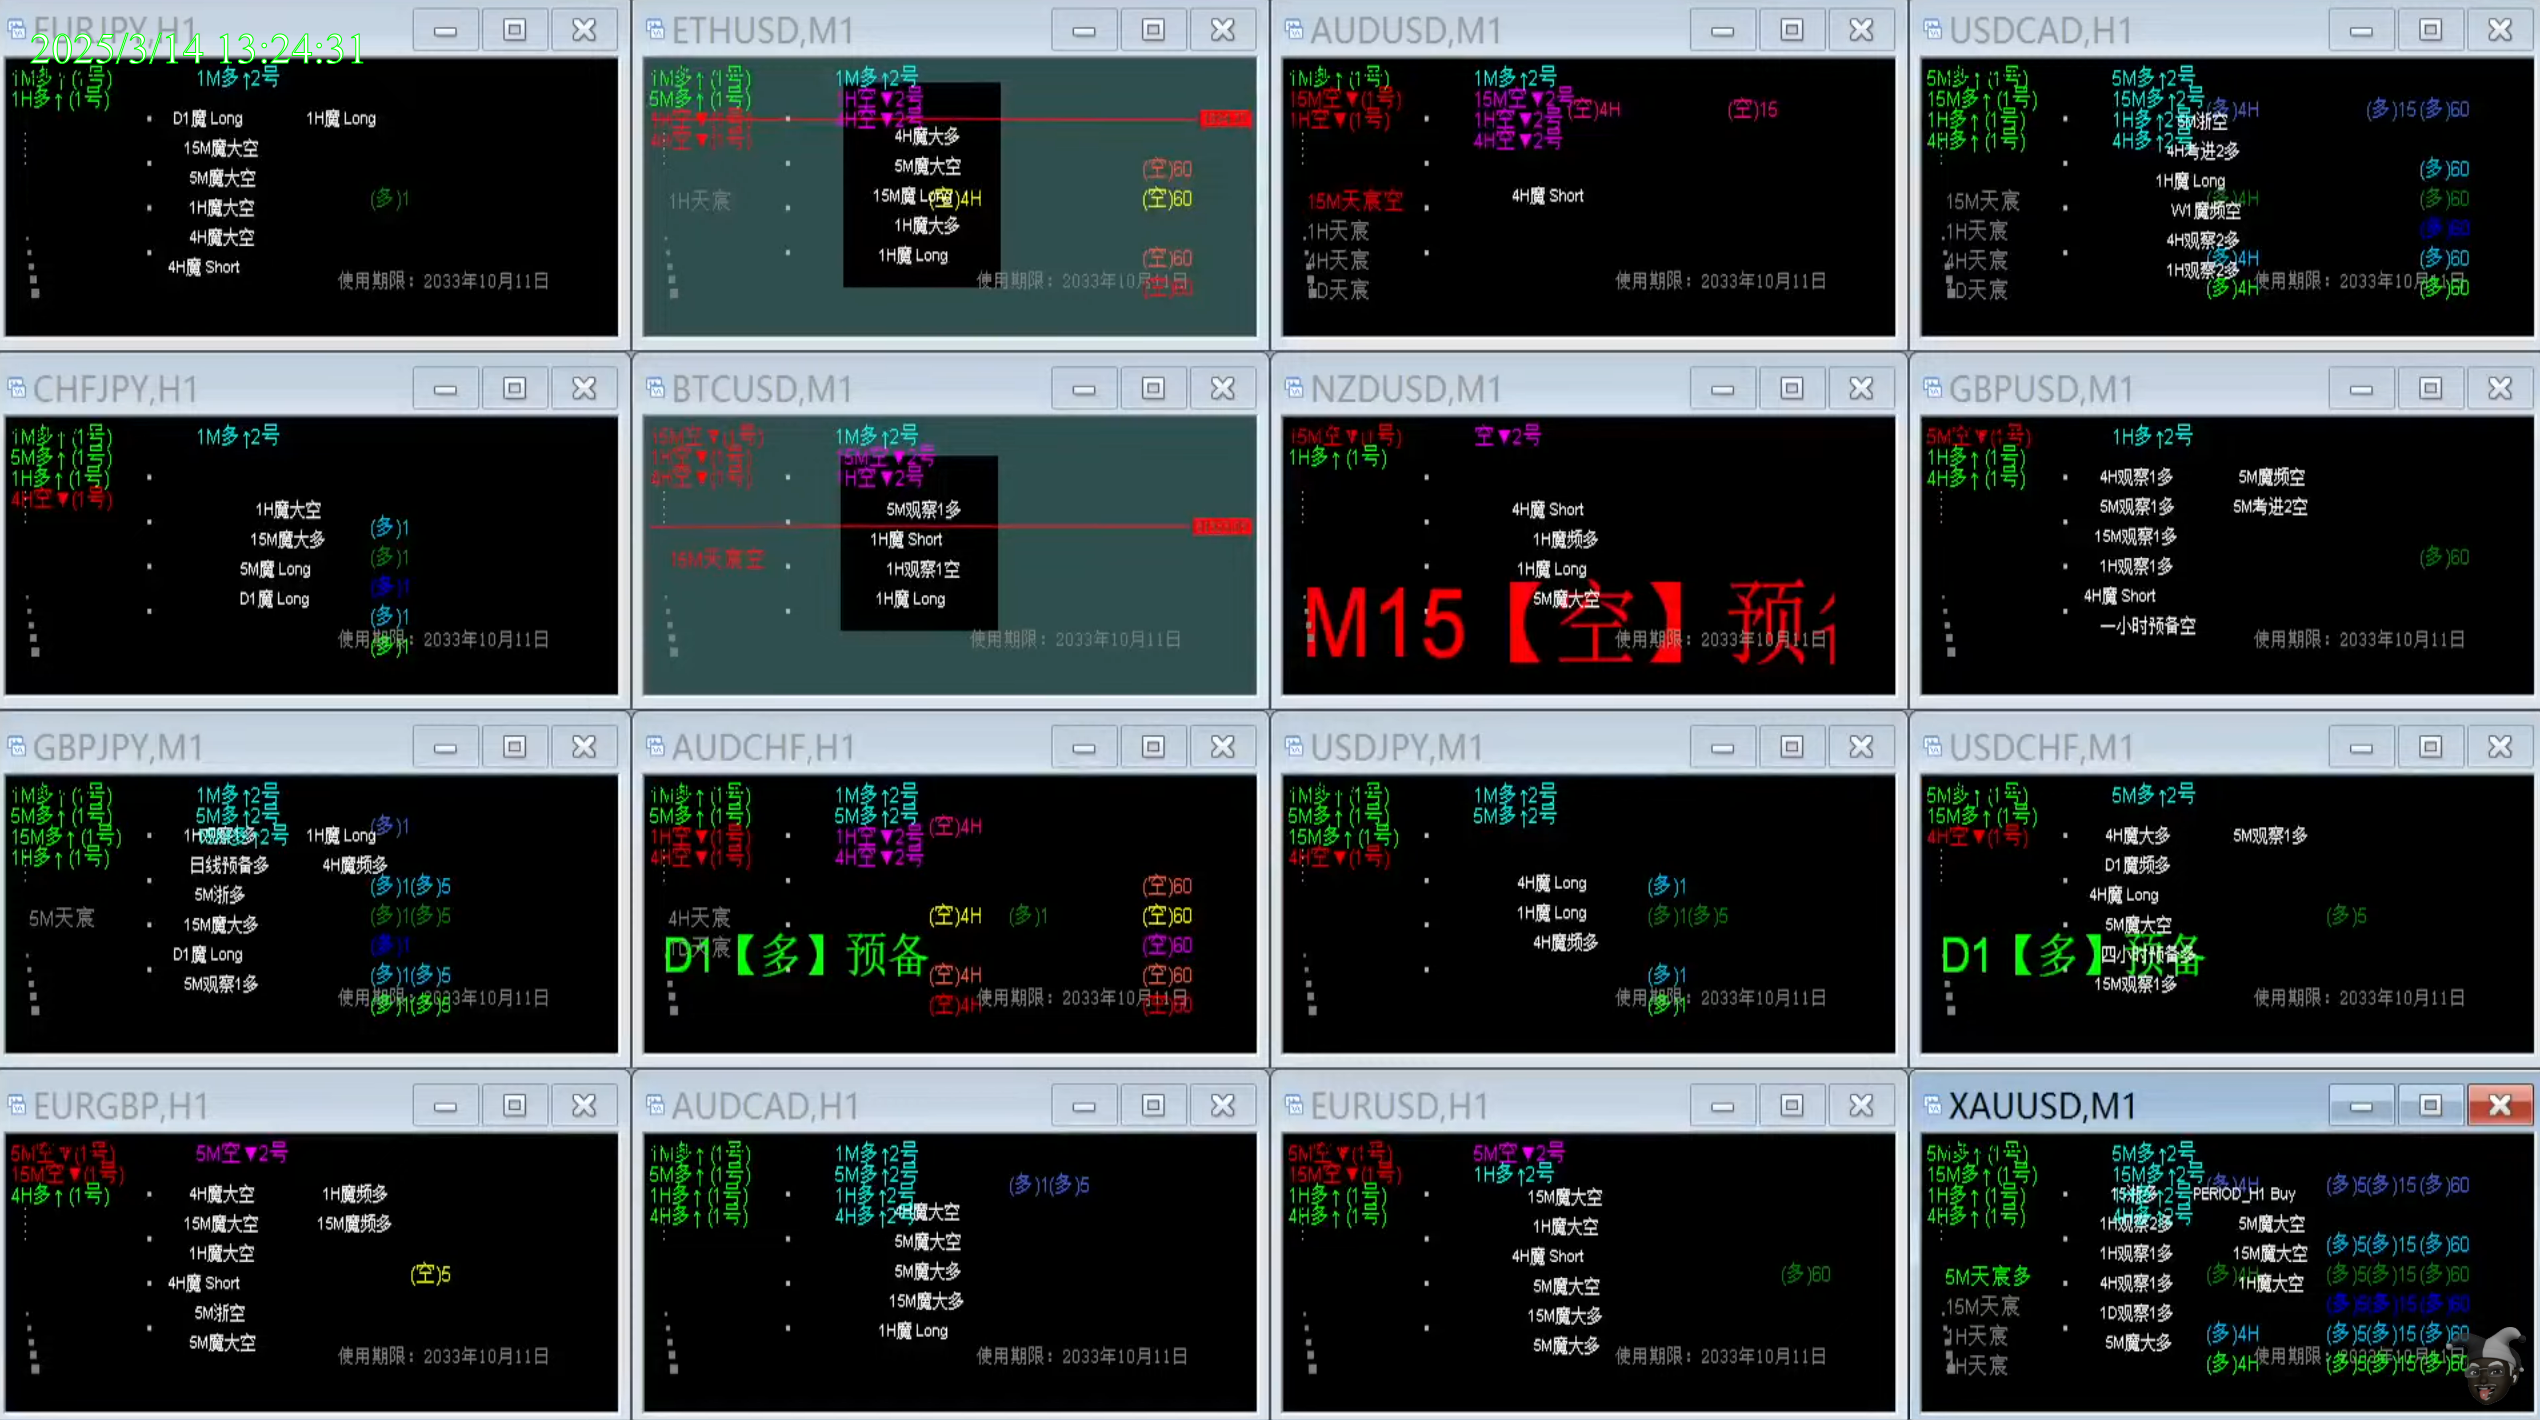 EURJPY,H1
2025/3/14 13:24:31
1M多↑(1号)
1H多↑(1号)
1M多↑2号
D1魔 Long
1H魔 Long
15M魔大空
5M魔大空
1H魔大空
4H魔大空
4H魔 Short
(多)1
使用期限：2033年10月11日
ETHUSD,M1
1M多↑(1号)
5M多↑(1号)
4H空▼(1号)
1M多↑2号
1H空▼2号
4H空▼2号
4H魔大多
5M魔大空
15M魔 Long
1H魔大多
1H魔 Long
1H天宸
(空)4H
(空)60
(空)60
(空)60
(空)60
使用期限：2033年10月11日
AUDUSD,M1
1M多↑(1号)
15M空▼(1号)
1H空▼(1号)
1M多↑2号
15M空▼2号
1H空▼2号
4H空▼2号
(空)4H
(空)15
4H魔 Short
15M天宸空
1H天宸
4H天宸
D天宸
使用期限：2033年10月11日
USDCAD,H1
5M多↑(1号)
15M多↑(1号)
1H多↑(1号)
4H多↑(1号)
5M多↑2号
15M多↑2号
1H多↑2号
4H多↑2号
(多)4H
(多)15(多)60
5M浙空
4H考进2多
1H魔 Long
W1魔频空
4H观察2多
1H观察2多
15M天宸
1H天宸
4H天宸
D天宸
(多)60
(多)4H
(多)60
(多)60
(多)4H
(多)60
(多)4H
(多)60
使用期限：2033年10月11日
CHFJPY,H1
1M多↑(1号)
5M多↑(1号)
1H多↑(1号)
4H空▼(1号)
1M多↑2号
1H魔大空
15M魔大多
5M魔 Long
D1魔 Long
(多)1
(多)1
(多)1
(多)1
(多)1
使用期限：2033年10月11日
BTCUSD,M1
15M空▼(1号)
1H空▼(1号)
4H空▼(1号)
1M多↑2号
15M空▼2号
1H空▼2号
5M观察1多
1H魔 Short
1H观察1空
1H魔 Long
15M天宸空
使用期限：2033年10月11日
NZDUSD,M1
15M空▼(1号)
1H多↑(1号)
空▼2号
4H魔 Short
1H魔频多
1H魔 Long
5M魔大空
M15【空】预
使用期限：2033年10月11日
GBPUSD,M1
5M空▼(1号)
1H多↑(1号)
4H多↑(1号)
1H多↑2号
4H观察1多
5M魔频空
5M观察1多
5M考进2空
15M观察1多
1H观察1多
4H魔 Short
一小时预备空
(多)60
使用期限：2033年10月11日
GBPJPY,M1
1M多↑(1号)
5M多↑(1号)
15M多↑(1号)
1H多↑(1号)
1M多↑2号
5M多↑2号
1H魔 Long
(多)1
日线预备多
4H魔频多
5M浙多
15M魔大多
D1魔 Long
5M观察1多
5M天宸
(多)1(多)5
(多)1(多)5
(多)1
(多)1(多)5
(多)1(多)5
使用期限：2033年10月11日
AUDCHF,H1
1M多↑(1号)
5M多↑(1号)
1H空▼(1号)
4H空▼(1号)
1M多↑2号
5M多↑2号
1H空▼2号
4H空▼2号
(空)4H
(空)60
4H天宸
(空)4H
(多)1
(空)60
D1【多】预备
(空)60
(空)4H
(空)60
(空)4H
(空)60
使用期限：2033年10月11日
USDJPY,M1
1M多↑(1号)
5M多↑(1号)
15M多↑(1号)
4H空▼(1号)
1M多↑2号
5M多↑2号
4H魔 Long
1H魔 Long
4H魔频多
(多)1
(多)1(多)5
(多)1
(多)1
使用期限：2033年10月11日
USDCHF,M1
5M多↑(1号)
15M多↑(1号)
4H空▼(1号)
5M多↑2号
4H魔大多
5M观察1多
D1魔频多
4H魔 Long
5M魔大空
四小时预备多
15M观察1多
D1【多】预备
(多)5
使用期限：2033年10月11日
EURGBP,H1
5M空▼(1号)
15M空▼(1号)
4H多↑(1号)
5M空▼2号
4H魔大空
1H魔频多
15M魔大空
15M魔频多
1H魔大空
4H魔 Short
5M浙空
5M魔大空
(空)5
使用期限：2033年10月11日
AUDCAD,H1
1M多↑(1号)
5M多↑(1号)
1H多↑(1号)
4H多↑(1号)
1M多↑2号
5M多↑2号
1H多↑2号
4H多↑2号
(多)1(多)5
4H魔大空
5M魔大空
5M魔大多
15M魔大多
1H魔 Long
使用期限：2033年10月11日
EURUSD,H1
5M空▼(1号)
15M空▼(1号)
1H多↑(1号)
4H多↑(1号)
5M空▼2号
1H多↑2号
15M魔大空
1H魔大空
4H魔 Short
5M魔大空
15M魔大多
5M魔大多
(多)60
使用期限：2033年10月11日
XAUUSD,M1
5M多↑(1号)
15M多↑(1号)
1H多↑(1号)
4H多↑(1号)
5M多↑2号
15M多↑2号
4H多↑2号
(多)4H
(多)5(多)15(多)60
PERIOD_H1 Buy
1H观察2多
5M魔大空
1H观察1多
15M魔大空
4H观察1多
1H魔大空
1D观察1多
5M魔大多
5M天宸多
15M天宸
1H天宸
4H天宸
(多)5(多)15(多)60
(多)5(多)15(多)60
(多)5(多)15(多)60
(多)4H
(多)5(多)15(多)60
(多)4H
(多)5(多)15(多)60